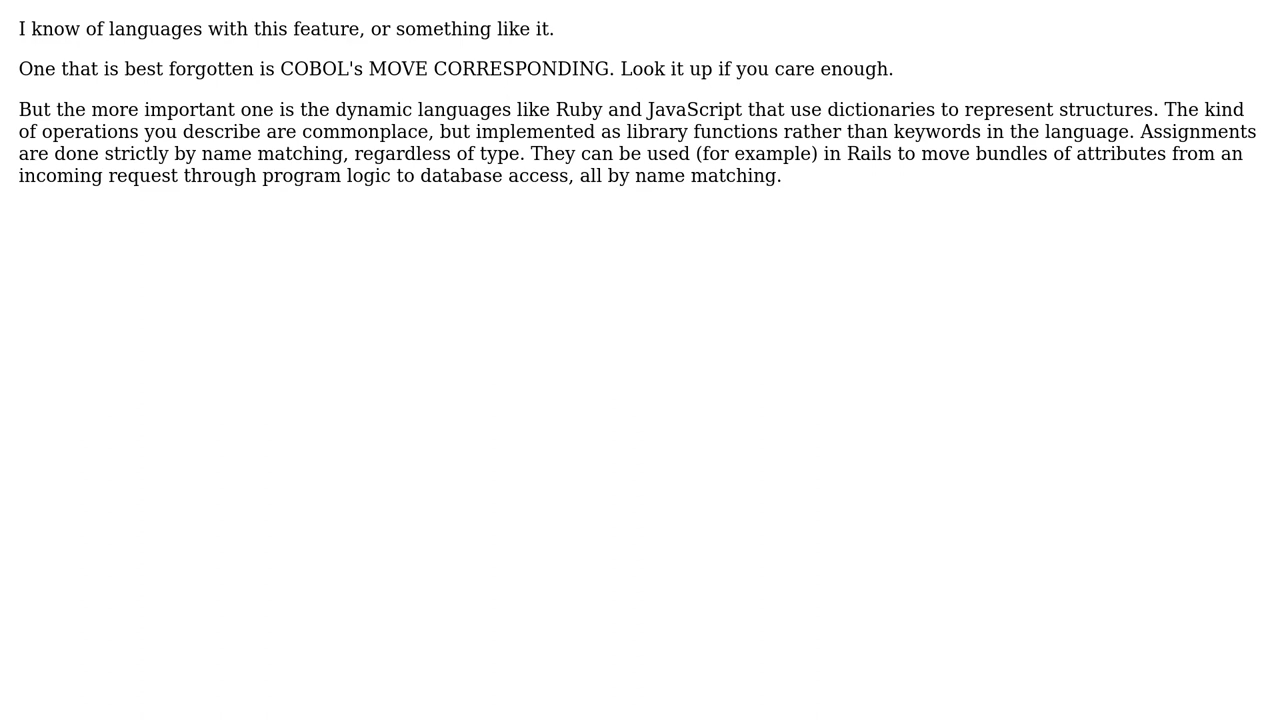 I know of languages with this feature, or something like it.
One that is best forgotten is COBOL's MOVE CORRESPONDING. Look it up if you care enough.
But the more important one is the dynamic languages like Ruby and JavaScript that use dictionaries to represent structures. The kind
of operations you describe are commonplace, but implemented as library functions rather than keywords in the language. Assignments
are done strictly by name matching, regardless of type. They can be used (for example) in Rails to move bundles of attributes from an
incoming request through program logic to database access, all by name matching.